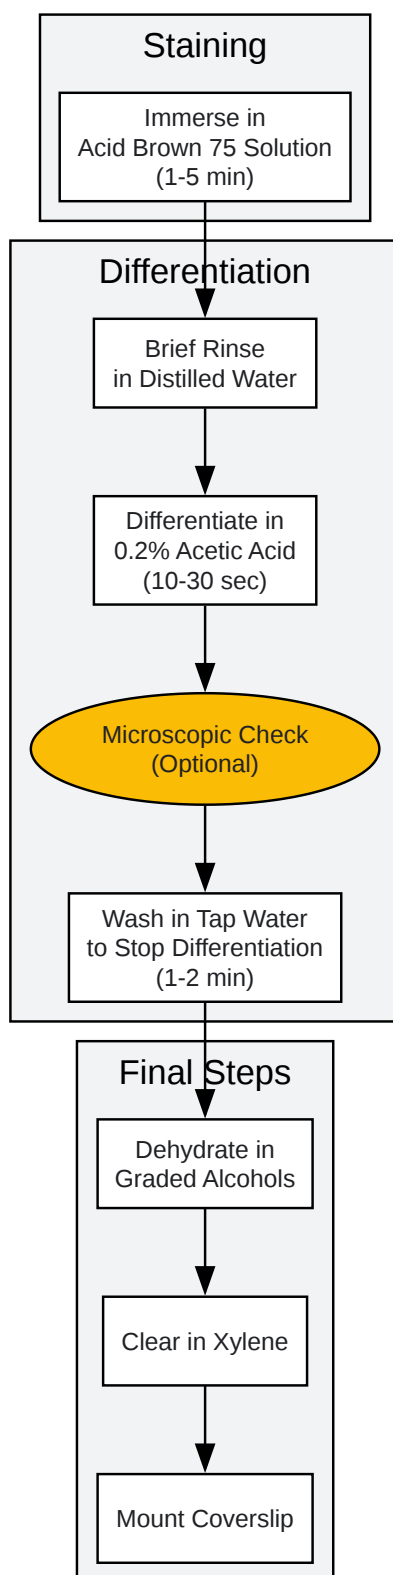 Staining
Immerse in
Acid Brown 75 Solution
(1-5 min)
Differentiation
Brief Rinse
in Distilled Water
Differentiate in
0.2% Acetic Acid
(10-30 sec)
Microscopic Check
(Optional)
Wash in Tap Water
to Stop Differentiation
(1-2 min)
Final Steps
Dehydrate in
Graded Alcohols
Clear in Xylene
Mount Coverslip